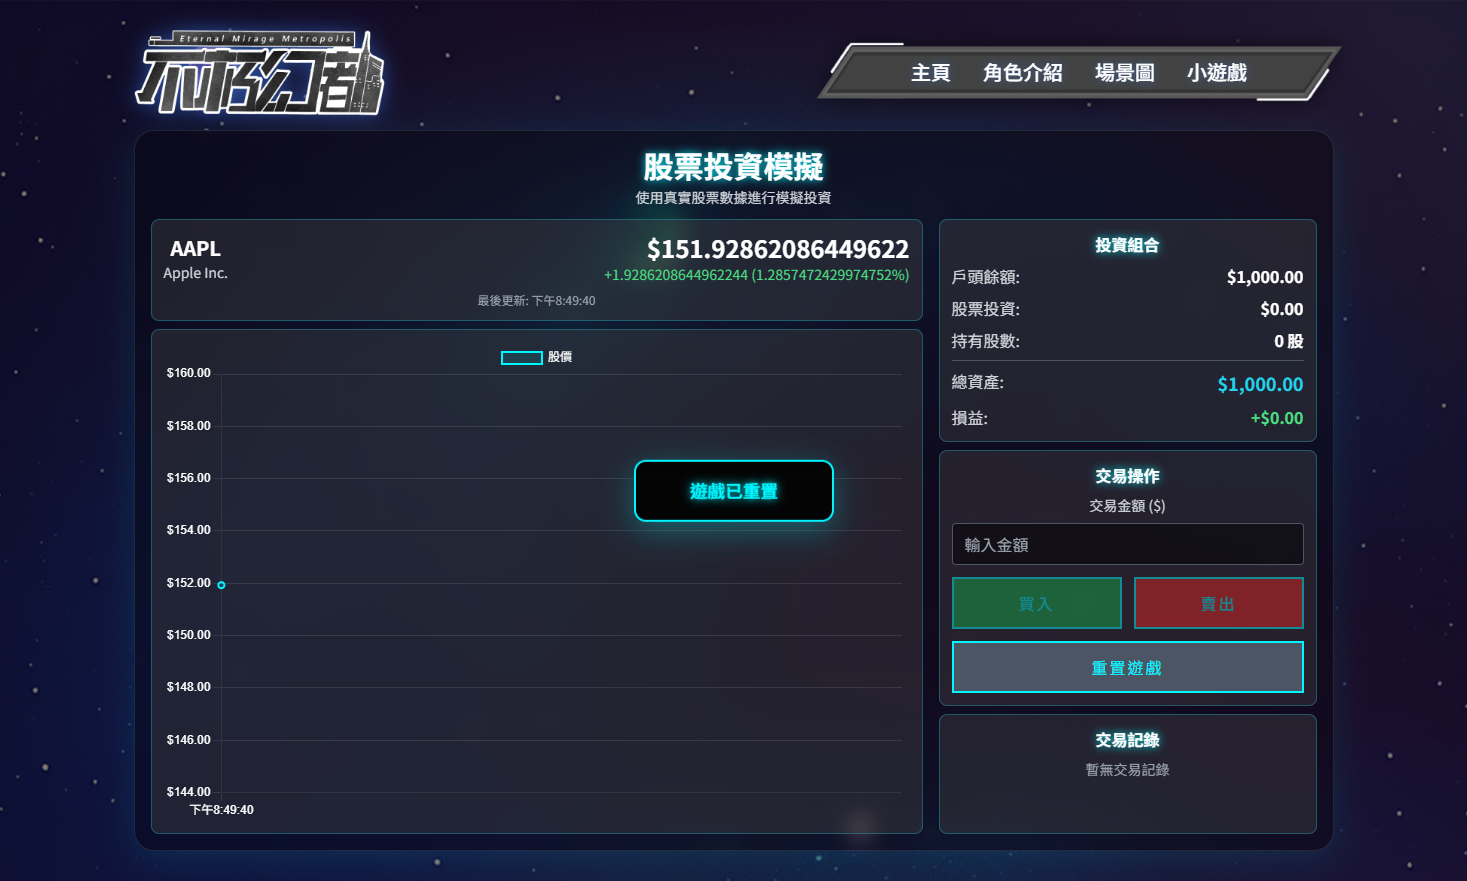 Eternal Mirage Metropolis
不朽幻都
主頁 角色介紹 場景圖 小遊戲
股票投資模擬
使用真實股票數據進行模擬投資
AAPL
$151.92862086449622
Apple Inc.
+1.9286208644962244 (1.2857472429974752%)
最後更新: 下午8:49:40
股價
$160.00
$158.00
$156.00
$154.00
$152.00
$150.00
$148.00
$146.00
$144.00
下午8:49:40
遊戲已重置
投資組合
戶頭餘額: $1,000.00
股票投資: $0.00
持有股數: 0 股
總資產: $1,000.00
損益: +$0.00
交易操作
交易金額 ($)
輸入金額
買入 賣出
重置遊戲
交易記錄
暫無交易記錄